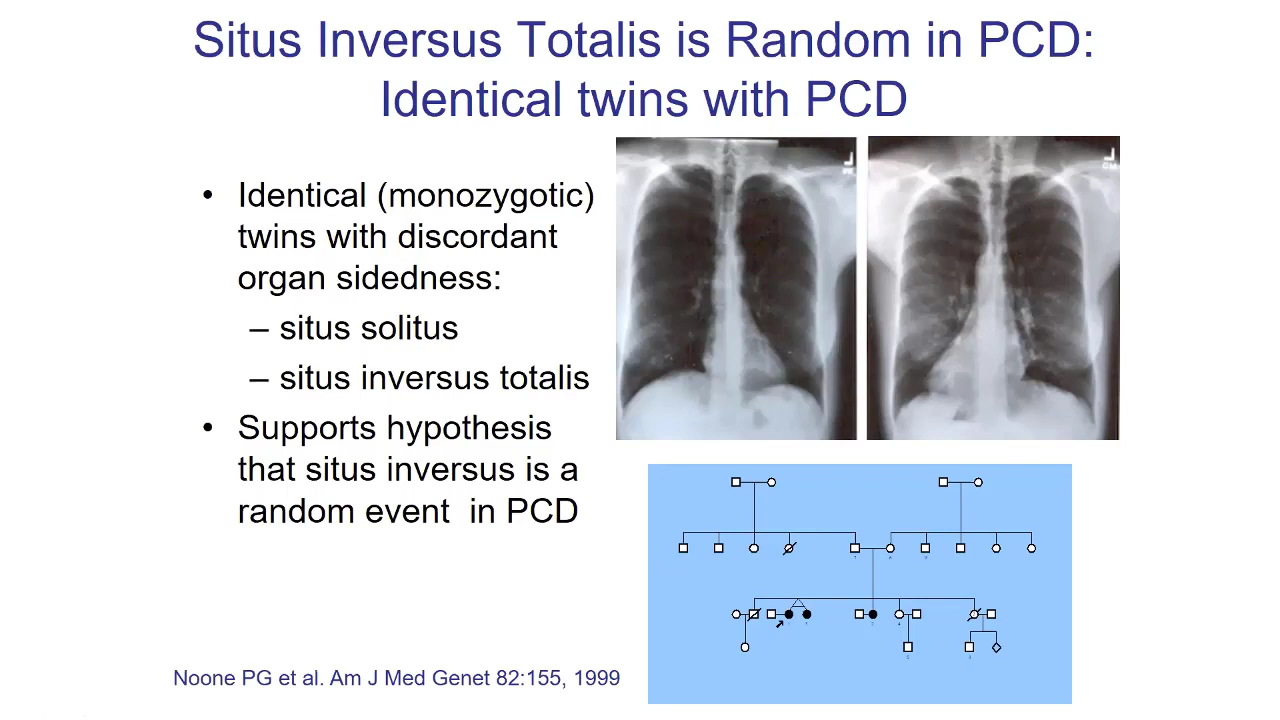 Situs Inversus Totalis is Random in PCD:
Identical twins with PCD
• Identical (monozygotic)
twins with discordant
organ sidedness:
– situs solitus
– situs inversus totalis
• Supports hypothesis
that situs inversus is a
random event in PCD
L
L
Noone PG et al. Am J Med Genet 82:155, 1999